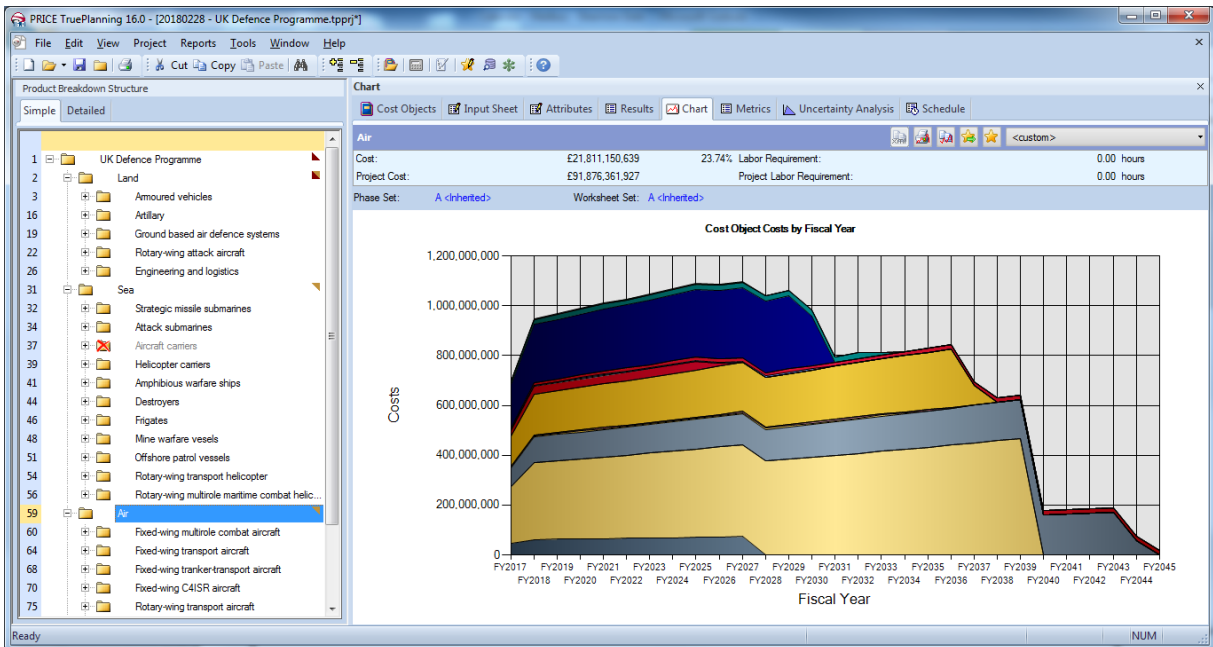 PRICE TruePlanning 16.0 - [20180228 - UK Defence Programme.tpprj*]
File Edit View Project Reports Tools Window Help
Cut Copy Paste
Product Breakdown Structure
Simple Detailed
1 UK Defence Programme
2 Land
3 Amoured vehicles
16 Artillary
19 Ground based air defence systems
22 Rotary-wing attack aircraft
26 Engineering and logistics
31 Sea
32 Strategic missile submarines
34 Attack submarines
37 Aircraft carriers
39 Helicopter carriers
41 Amphibious warfare ships
44 Destroyers
46 Frigates
48 Mine warfare vesels
51 Offshore patrol vessels
54 Rotary-wing transport helicopter
56 Rotary-wing multirole maritime combat helic...
59 Air
60 Fixed-wing multirole combat aircraft
64 Fixed-wing transport aircraft
68 Fixed-wing tranker-transport aircraft
70 Fixed-wing C4ISR aircraft
75 Rotary-wing transport aircraft
Chart
Cost Objects Input Sheet Attributes Results Chart Metrics Uncertainty Analysis Schedule
Air <custom>
Cost: £21,811,150,639 23.74% Labor Requirement: 0.00 hours
Project Cost: £91,876,361,927 Project Labor Requirement: 0.00 hours
Phase Set: A <Inherited> Worksheet Set: A <Inherited>
Cost Object Costs by Fiscal Year
1,200,000,000
1,000,000,000
800,000,000
600,000,000
400,000,000
200,000,000
0
Costs
FY2017 FY2019 FY2021 FY2023 FY2025 FY2027 FY2029 FY2031 FY2033 FY2035 FY2037 FY2039 FY2041 FY2043 FY2045
FY2018 FY2020 FY2022 FY2024 FY2026 FY2028 FY2030 FY2032 FY2034 FY2036 FY2038 FY2040 FY2042 FY2044
Fiscal Year
Ready NUM